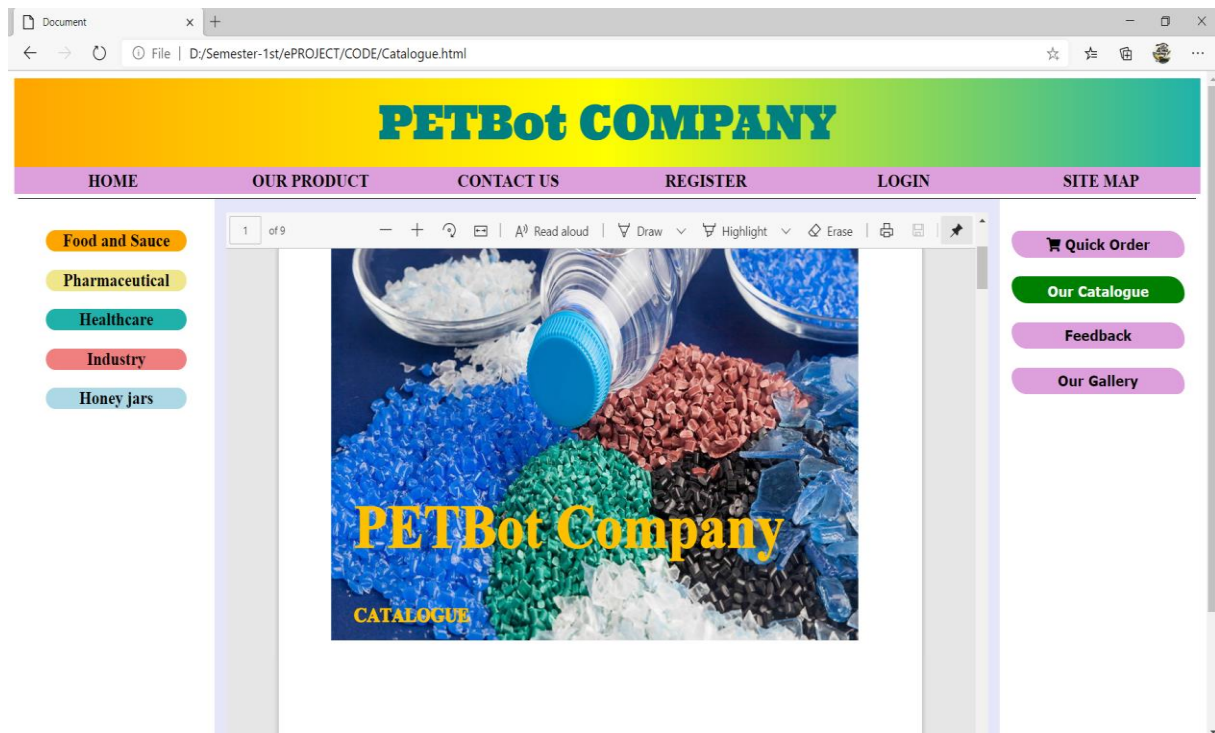 Document
File | D:/Semester-1st/ePROJECT/CODE/Catalogue.html
PETBot COMPANY
HOME OUR PRODUCT CONTACT US REGISTER LOGIN SITE MAP
Food and Sauce
Pharmaceutical
Healthcare
Industry
Honey jars
1 of 9 Read aloud Draw Highlight Erase
PETBot Company
CATALOGUE
Quick Order
Our Catalogue
Feedback
Our Gallery